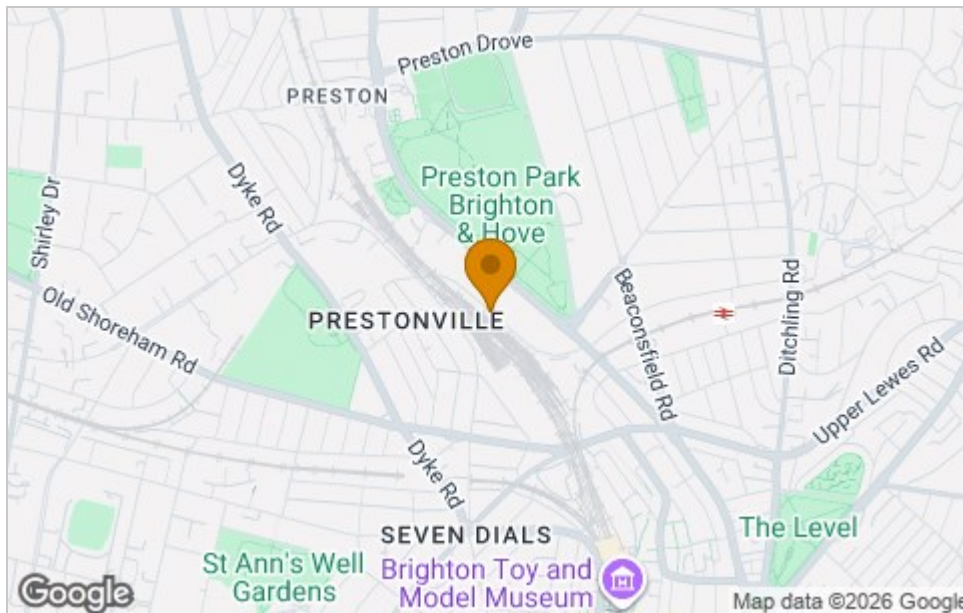 Preston Drove
PRESTON
Preston Park
Brighton
& Hove
Dyke Rd
Shirley Dr
Old Shoreham Rd
PRESTONVILLE
Beaconsfield Rd
Ditchling Rd
Upper Lewes Rd
Dyke Rd
SEVEN DIALS
The Level
St Ann's Well
Gardens
Brighton Toy and
Model Museum
Google
Map data ©2026 Google